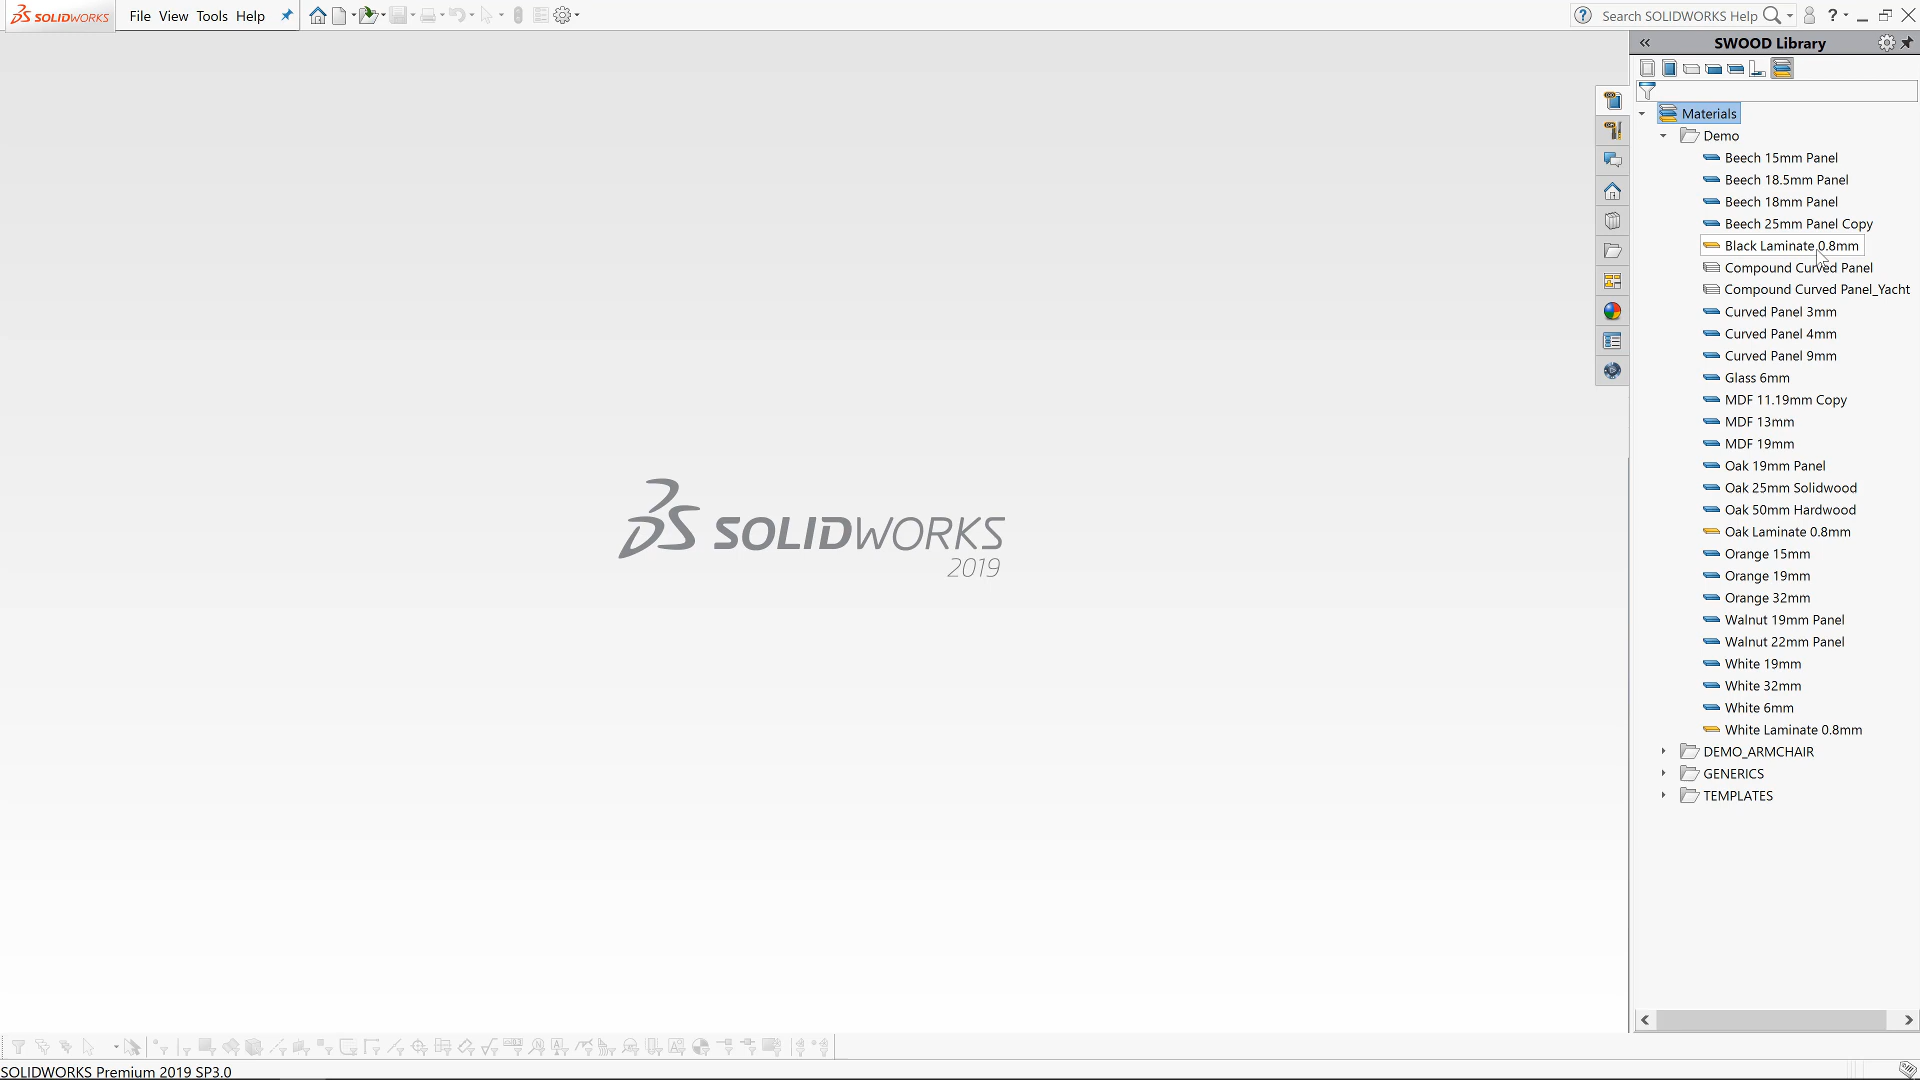 SOLIDWORKS File View Tools Help Search SOLIDWORKS Help ?
SWOOD Library
Materials
Demo
Beech 15mm Panel
Beech 18.5mm Panel
Beech 18mm Panel
Beech 25mm Panel Copy
Black Laminate 0.8mm
Compound Curved Panel
Compound Curved Panel_Yacht
Curved Panel 3mm
Curved Panel 4mm
Curved Panel 9mm
Glass 6mm
MDF 11.19mm Copy
MDF 13mm
MDF 19mm
Oak 19mm Panel
Oak 25mm Solidwood
Oak 50mm Hardwood
Oak Laminate 0.8mm
Orange 15mm
Orange 19mm
Orange 32mm
Walnut 19mm Panel
Walnut 22mm Panel
White 19mm
White 32mm
White 6mm
White Laminate 0.8mm
DEMO_ARMCHAIR
GENERICS
TEMPLATES
SOLIDWORKS
2019
SOLIDWORKS Premium 2019 SP3.0